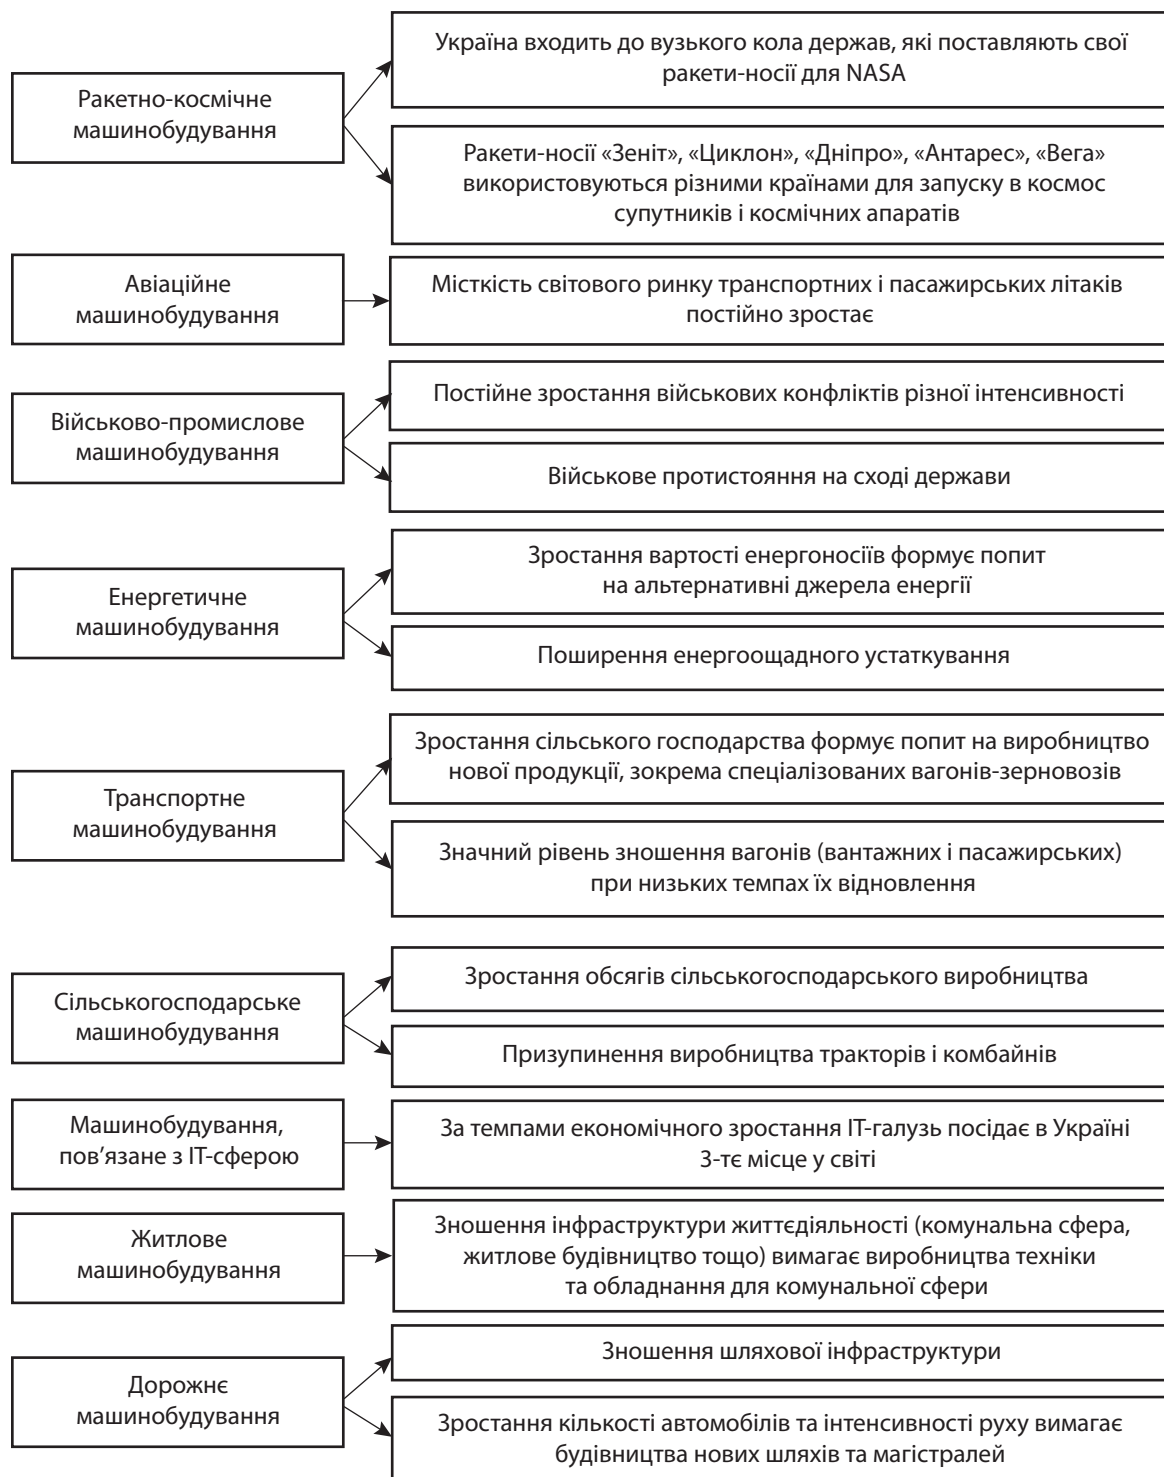 Ракетно-космічне
машинобудування
Україна входить до вузького кола держав, які поставляють свої
ракети-носії для NASA
Ракети-носії «Зеніт», «Циклон», «Дніпро», «Антарес», «Вега»
використовуються різними країнами для запуску в космос
супутників і космічних апаратів
Авіаційне
машинобудування
Місткість світового ринку транспортних і пасажирських літаків
постійно зростає
Військово-промислове
машинобудування
Постійне зростання військових конфліктів різної інтенсивності
Військове протистояння на сході держави
Енергетичне
машинобудування
Зростання вартості енергоносіїв формує попит
на альтернативні джерела енергії
Поширення енергоощадного устаткування
Транспортне
машинобудування
Зростання сільського господарства формує попит на виробництво
нової продукції, зокрема спеціалізованих вагонів-зерновозів
Значний рівень зношення вагонів (вантажних і пасажирських)
при низьких темпах їх відновлення
Сільськогосподарське
машинобудування
Зростання обсягів сільськогосподарського виробництва
Призупинення виробництва тракторів і комбайнів
Машинобудування,
пов’язане з ІТ-сферою
За темпами економічного зростання ІТ-галузь посідає в Україні
3-тє місце у світі
Житлове
машинобудування
Зношення інфраструктури життєдіяльності (комунальна сфера,
житлове будівництво тощо) вимагає виробництва техніки
та обладнання для комунальної сфери
Дорожнє
машинобудування
Зношення шляхової інфраструктури
Зростання кількості автомобілів та інтенсивності руху вимагає
будівництва нових шляхів та магістралей